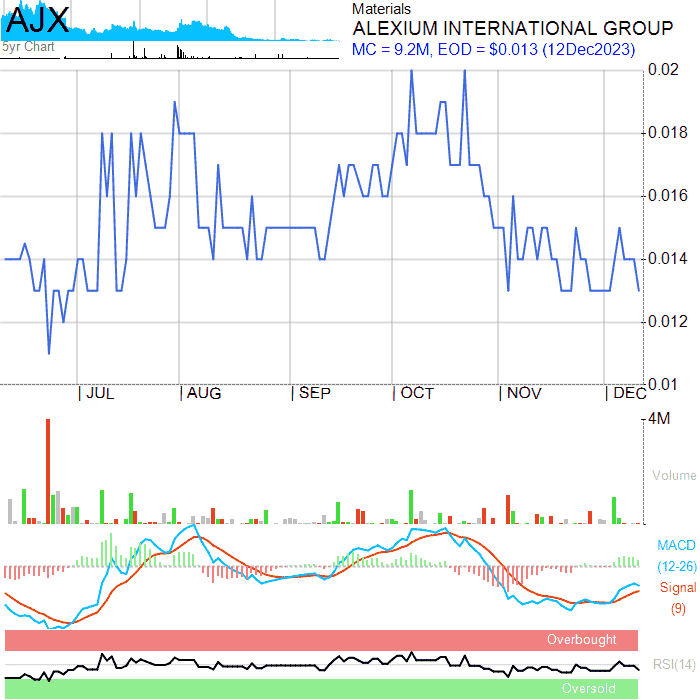 AJX
5yr Chart
Materials
ALEXIUM INTERNATIONAL GROUP
MC = 9.2M, EOD = $0.013 (12Dec2023)
0.02
0.018
0.016
0.014
0.012
0.01
| JUL | AUG | SEP | OCT | NOV | DEC
4M
Volume
MACD
(12-26)
Signal
(9)
Overbought
RSI(14)
Oversold